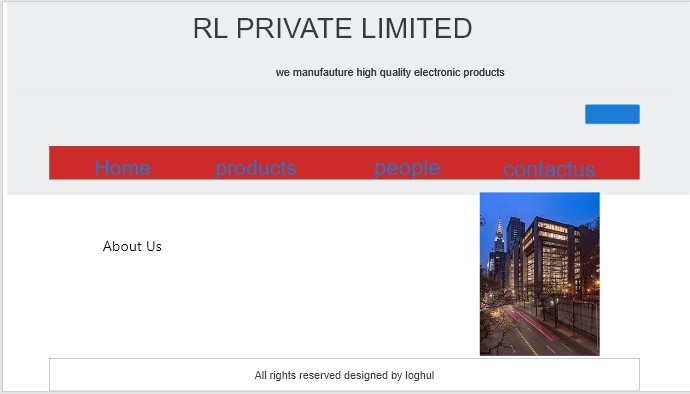 RL PRIVATE LIMITED
we manufauture high quality electronic products
Home products people contactus
About Us
All rights reserved designed by loghul